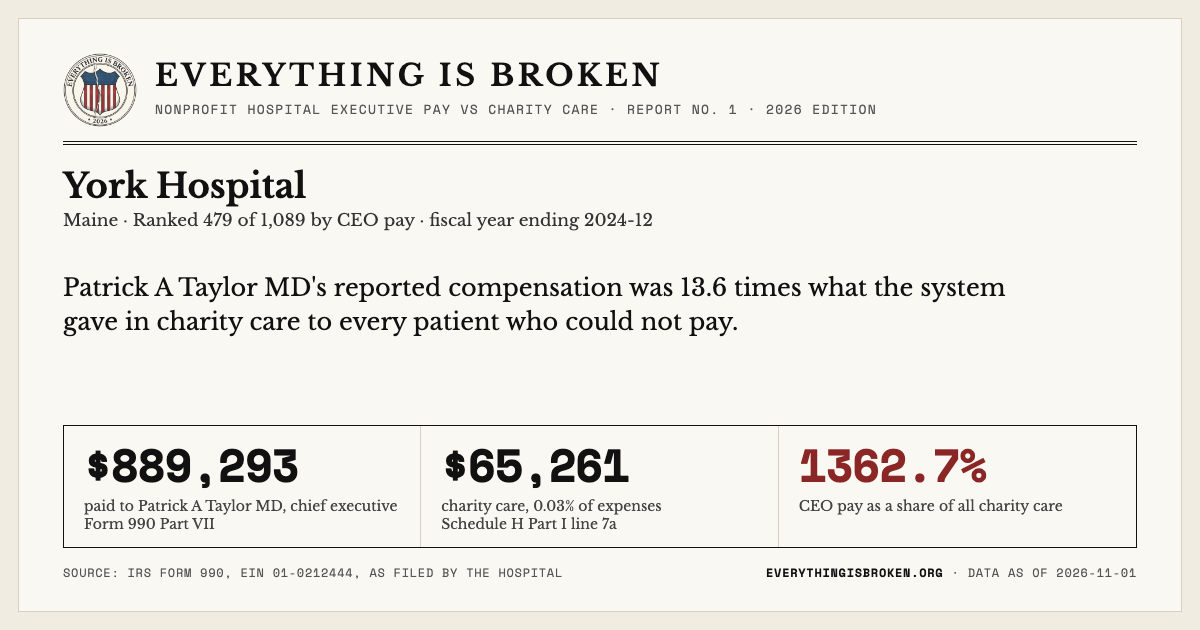 EVERYTHING IS BROKEN
2026
EVERYTHING IS BROKEN
NONPROFIT HOSPITAL EXECUTIVE PAY VS CHARITY CARE · REPORT NO. 1 · 2026 EDITION
York Hospital
Maine · Ranked 479 of 1,089 by CEO pay · fiscal year ending 2024-12
Patrick A Taylor MD's reported compensation was 13.6 times what the system
gave in charity care to every patient who could not pay.
$889,293
paid to Patrick A Taylor MD, chief executive
Form 990 Part VII
$65,261
charity care, 0.03% of expenses
Schedule H Part I line 7a
1362.7%
CEO pay as a share of all charity care
SOURCE: IRS FORM 990, EIN 01-0212444, AS FILED BY THE HOSPITAL
EVERYTHINGISBROKEN.ORG · DATA AS OF 2026-11-01